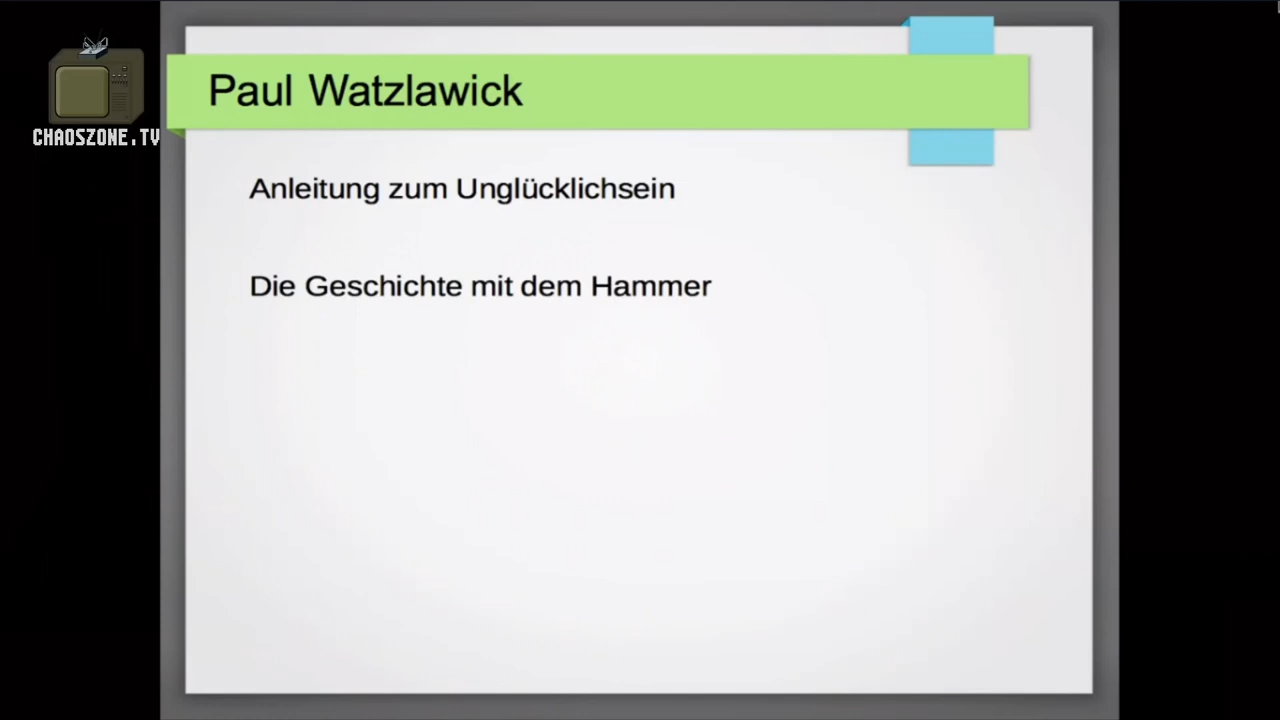 CHAOSZONE.TV
Paul Watzlawick
Anleitung zum Unglücklichsein
Die Geschichte mit dem Hammer